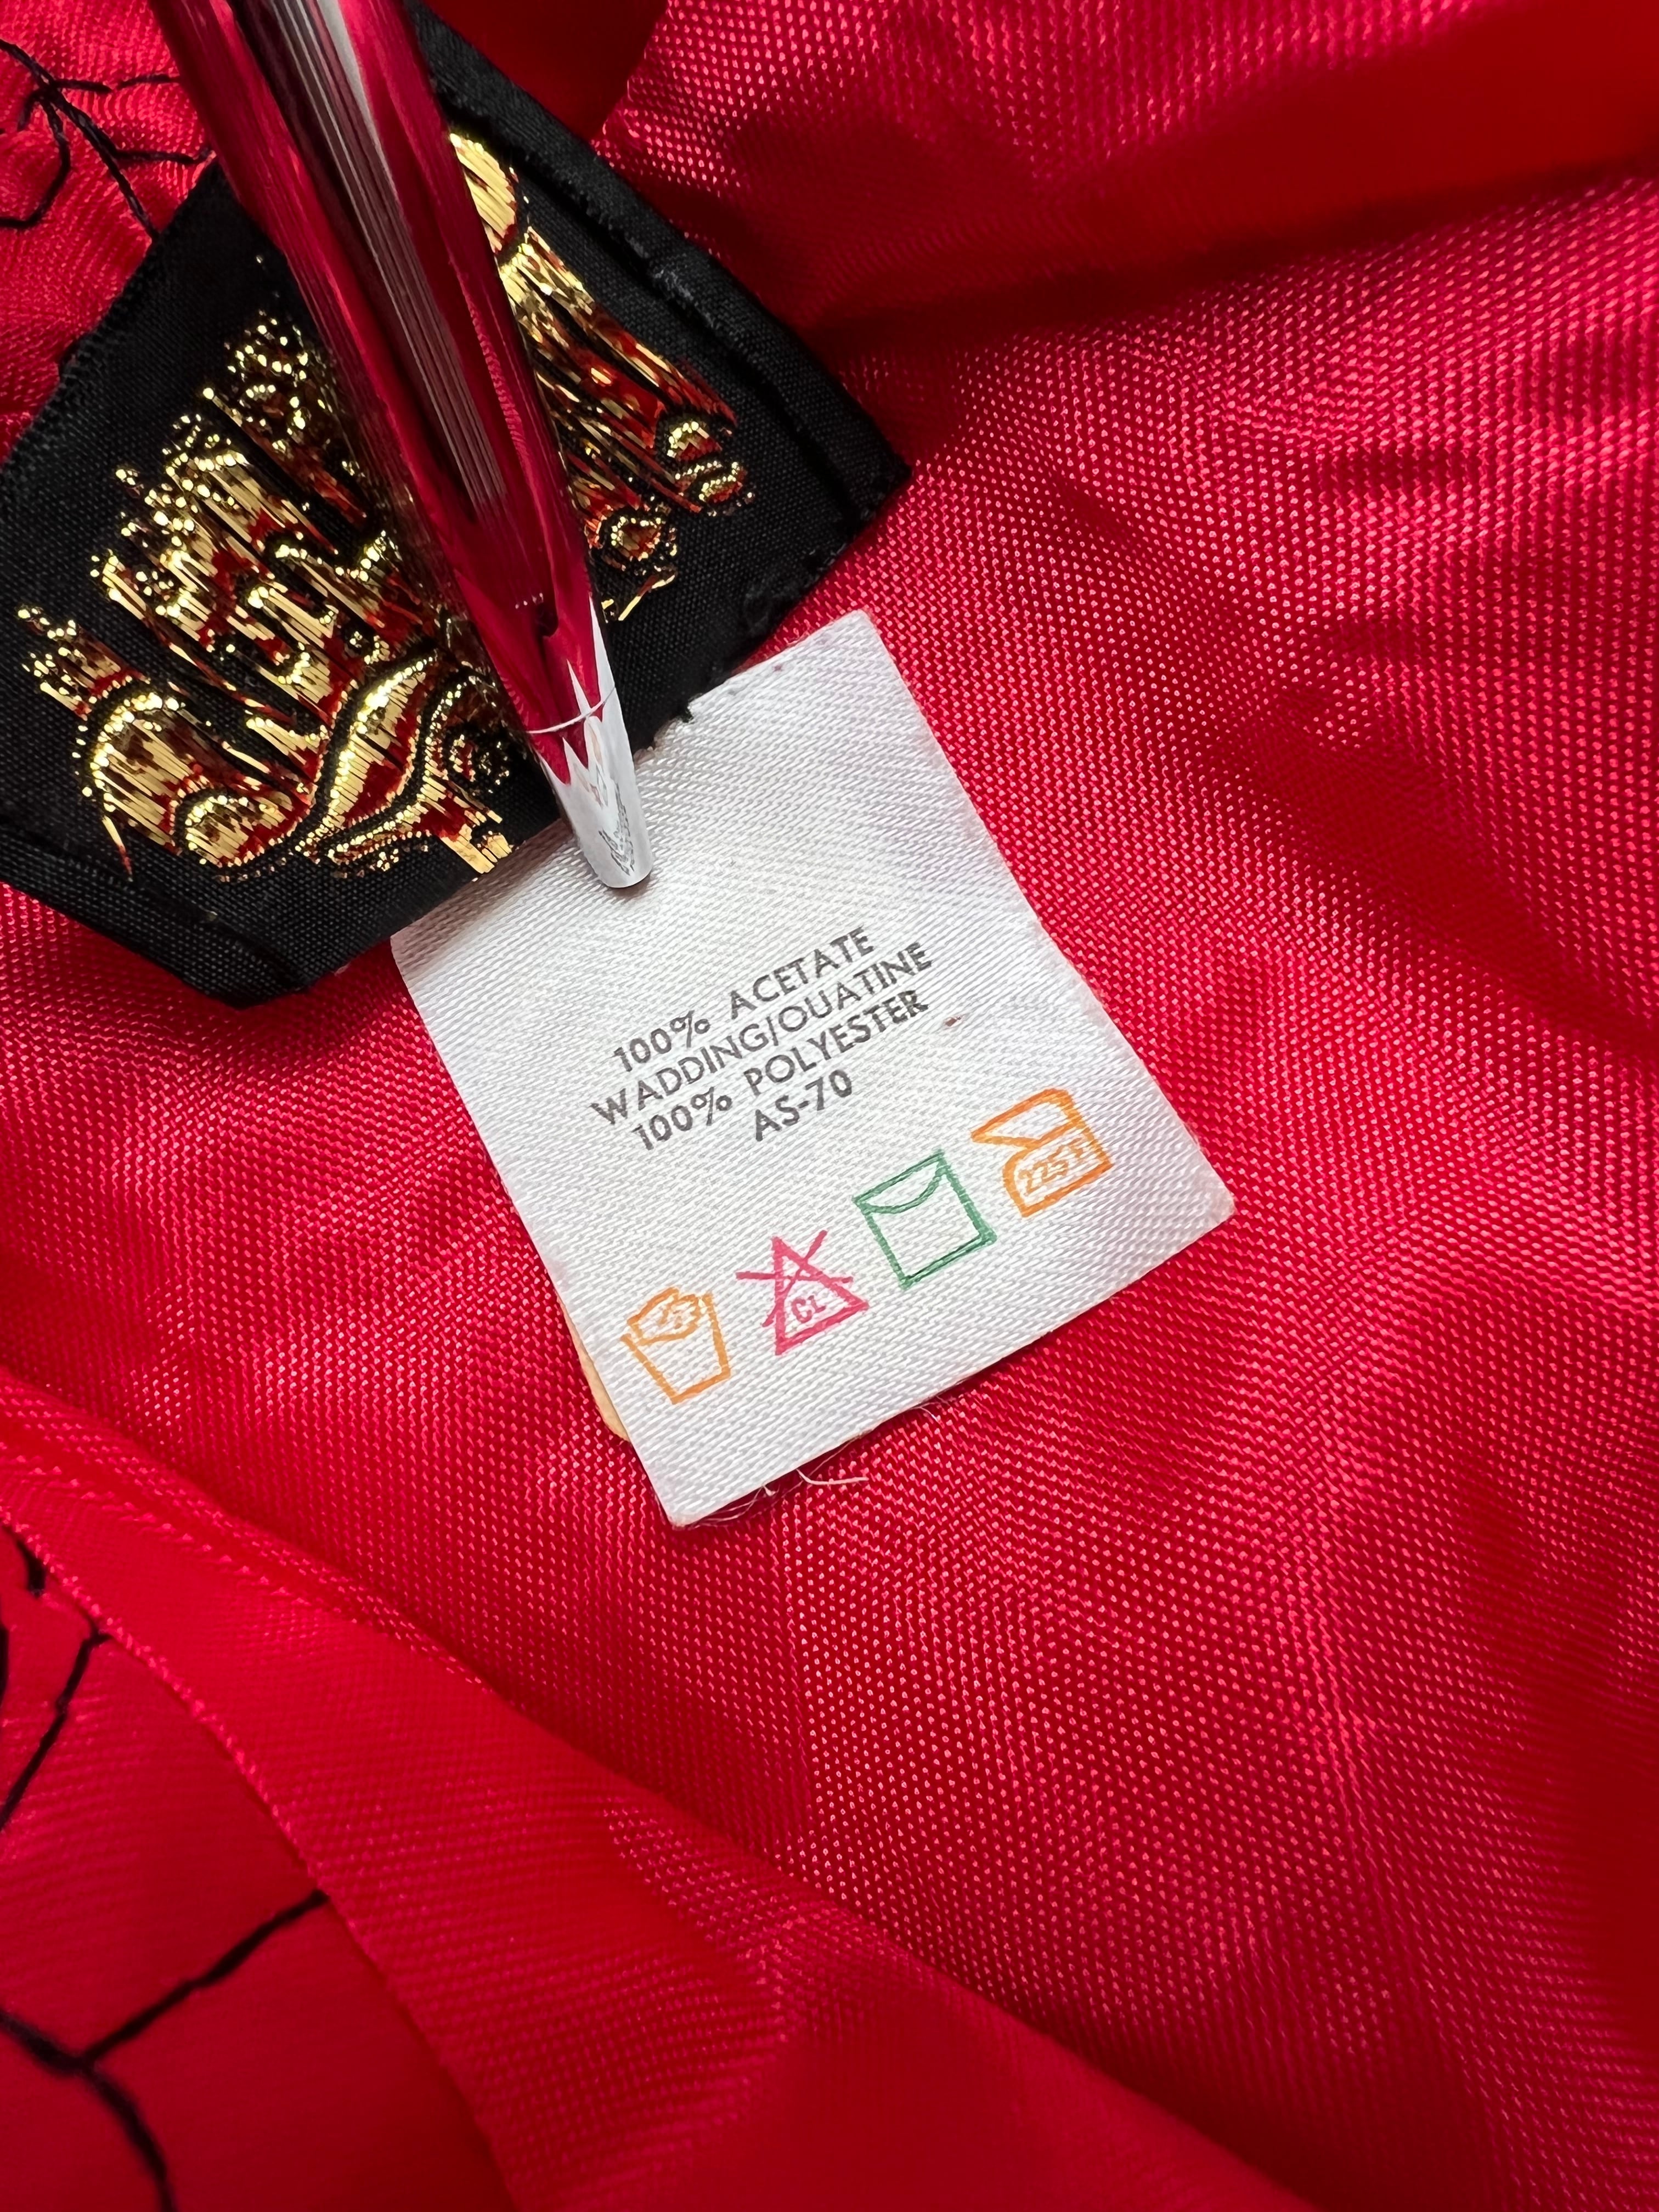 100% ACETATE
WADDING/OUATINE
100% POLYESTER
AS-70
CL
225°F